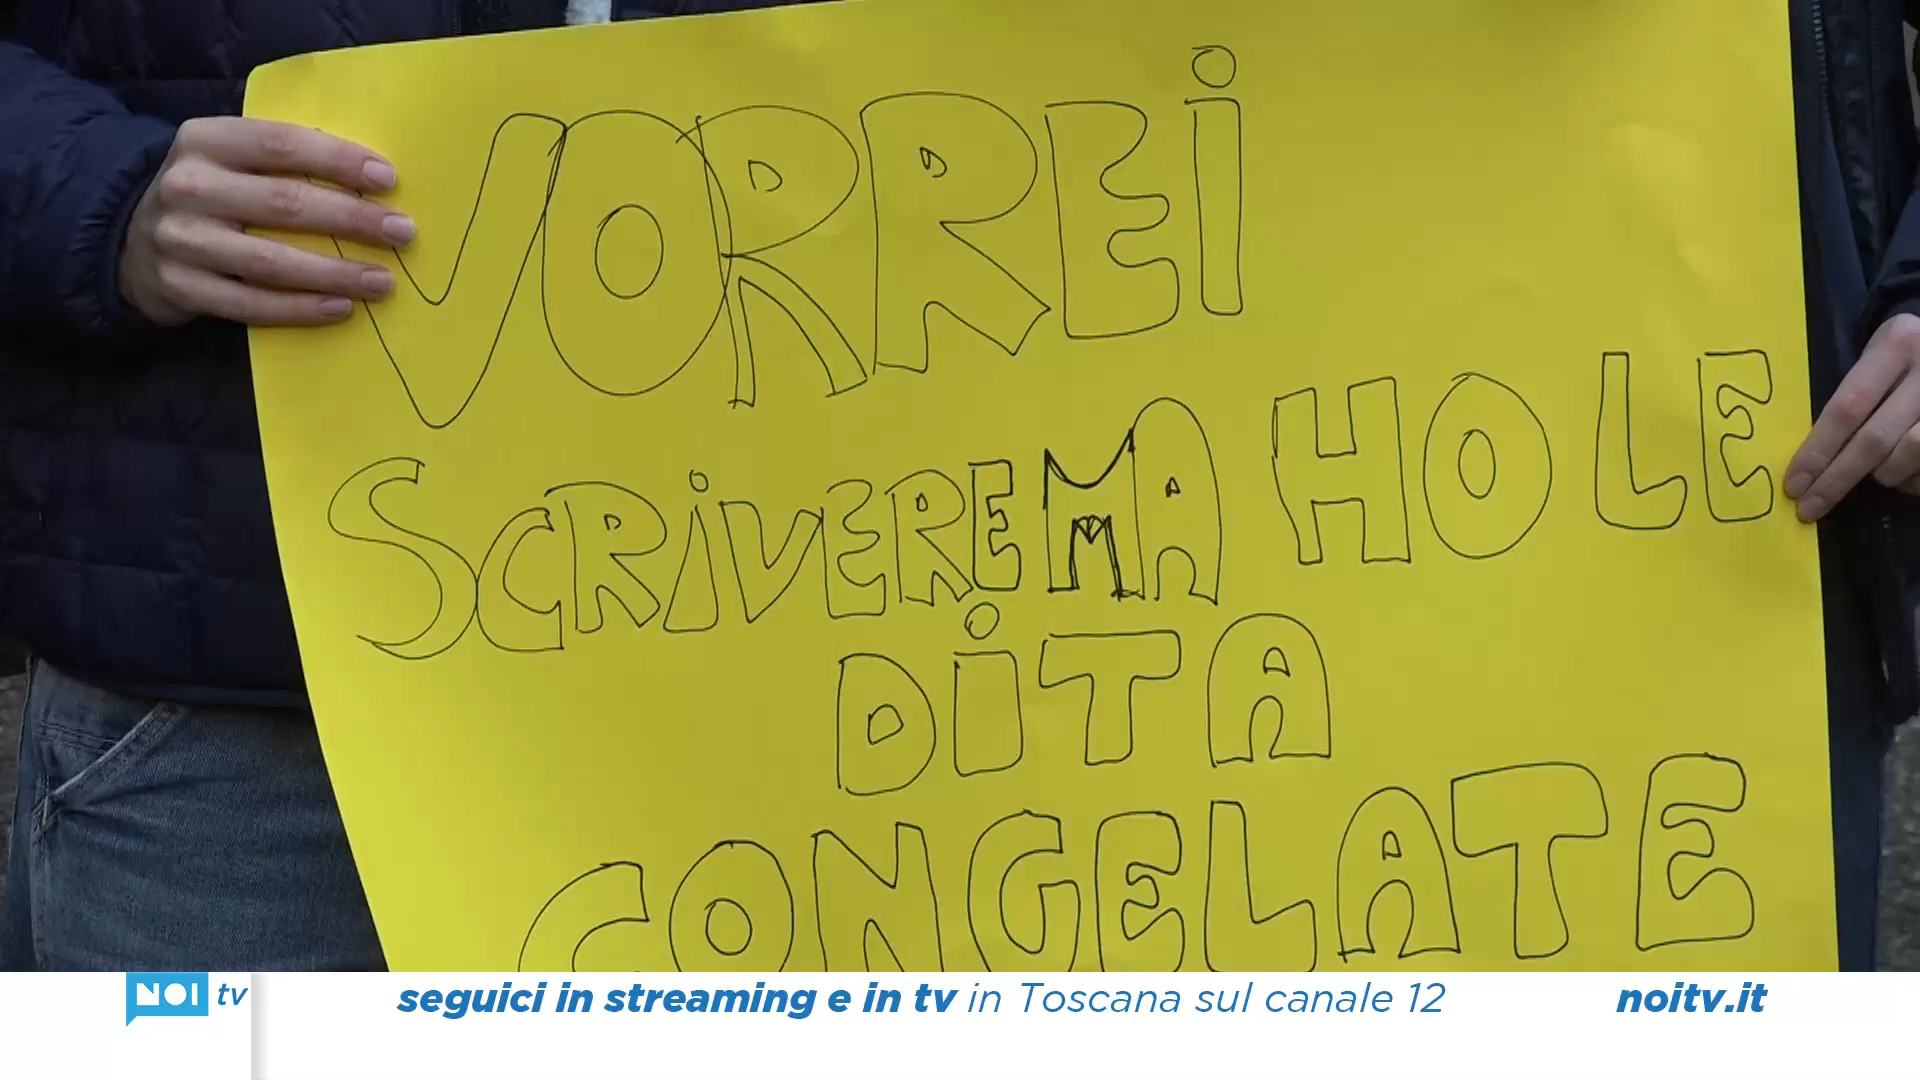 VORREi
SCRiVERE MA HO LE
DiTA
CONGELATE
NOI tv
seguici in streaming e in tv in Toscana sul canale 12
noitv.it